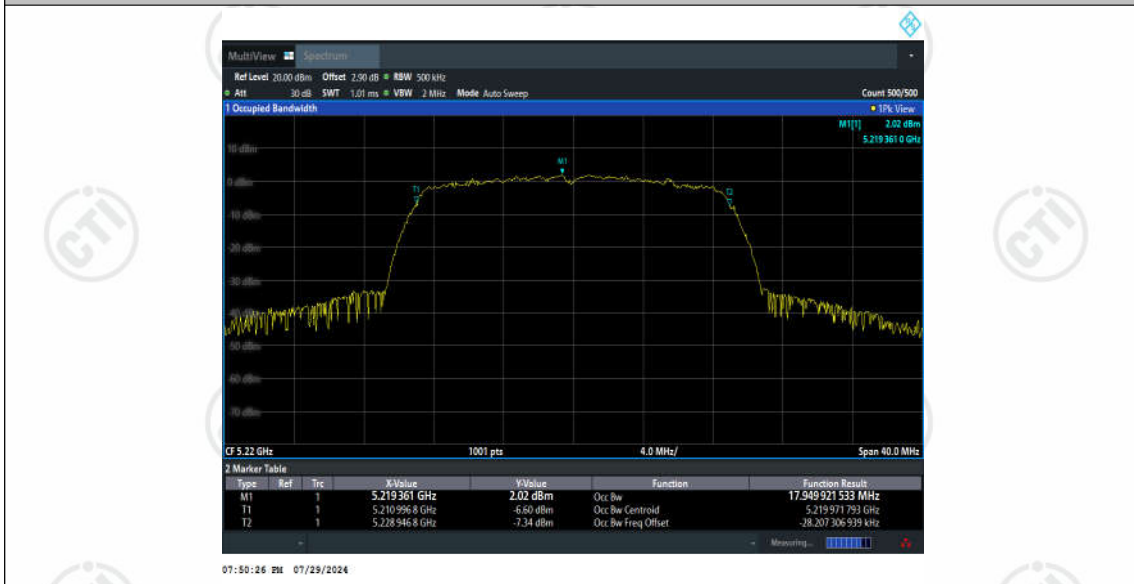 MultiView Spectrum
Ref Level 20.00 dBm Offset 2.90 dB RBW 500 kHz
Att 30 dB SWT 1.01 ms VBW 2 MHz Mode Auto Sweep Count 500/500
1 Occupied Bandwidth 1Pk View
M1[1] 2.02 dBm
5.219 361 0 GHz
10 dBm
M1
0 dBm
T1
T2
-10 dBm
-20 dBm
-30 dBm
-40 dBm
-50 dBm
-60 dBm
-70 dBm
CF 5.22 GHz 1001 pts 4.0 MHz/ Span 40.0 MHz
2 Marker Table
Type Ref Trc X-Value Y-Value Function Function Result
M1 1 5.219361 GHz 2.02 dBm Occ Bw 17.949 921 533 MHz
T1 1 5.210 996 8 GHz -6.60 dBm Occ Bw Centroid 5.219 971 793 GHz
T2 1 5.228 946 8 GHz -7.34 dBm Occ Bw Freq Offset -28.207 306 939 kHz
Measuring...
07:50:26 PM 07/29/2024
CTI
CTI